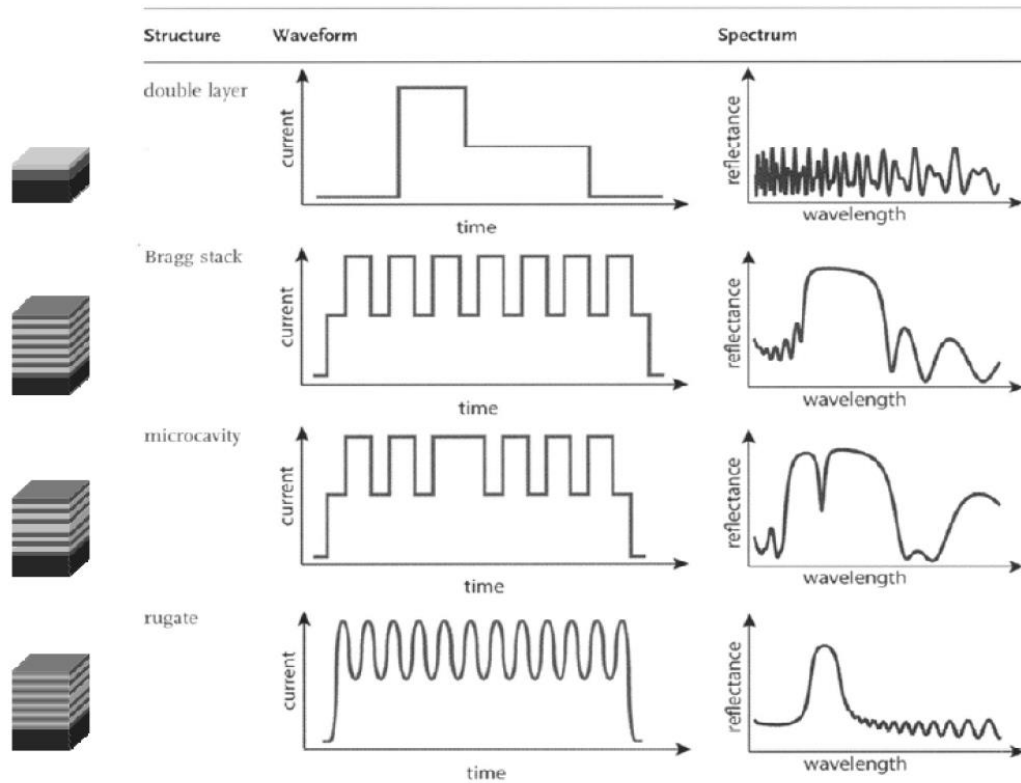 Structure Waveform Spectrum
double layer
current
time
reflectance
wavelength
Bragg stack
current
time
reflectance
wavelength
microcavity
current
time
reflectance
wavelength
rugate
current
time
reflectance
wavelength